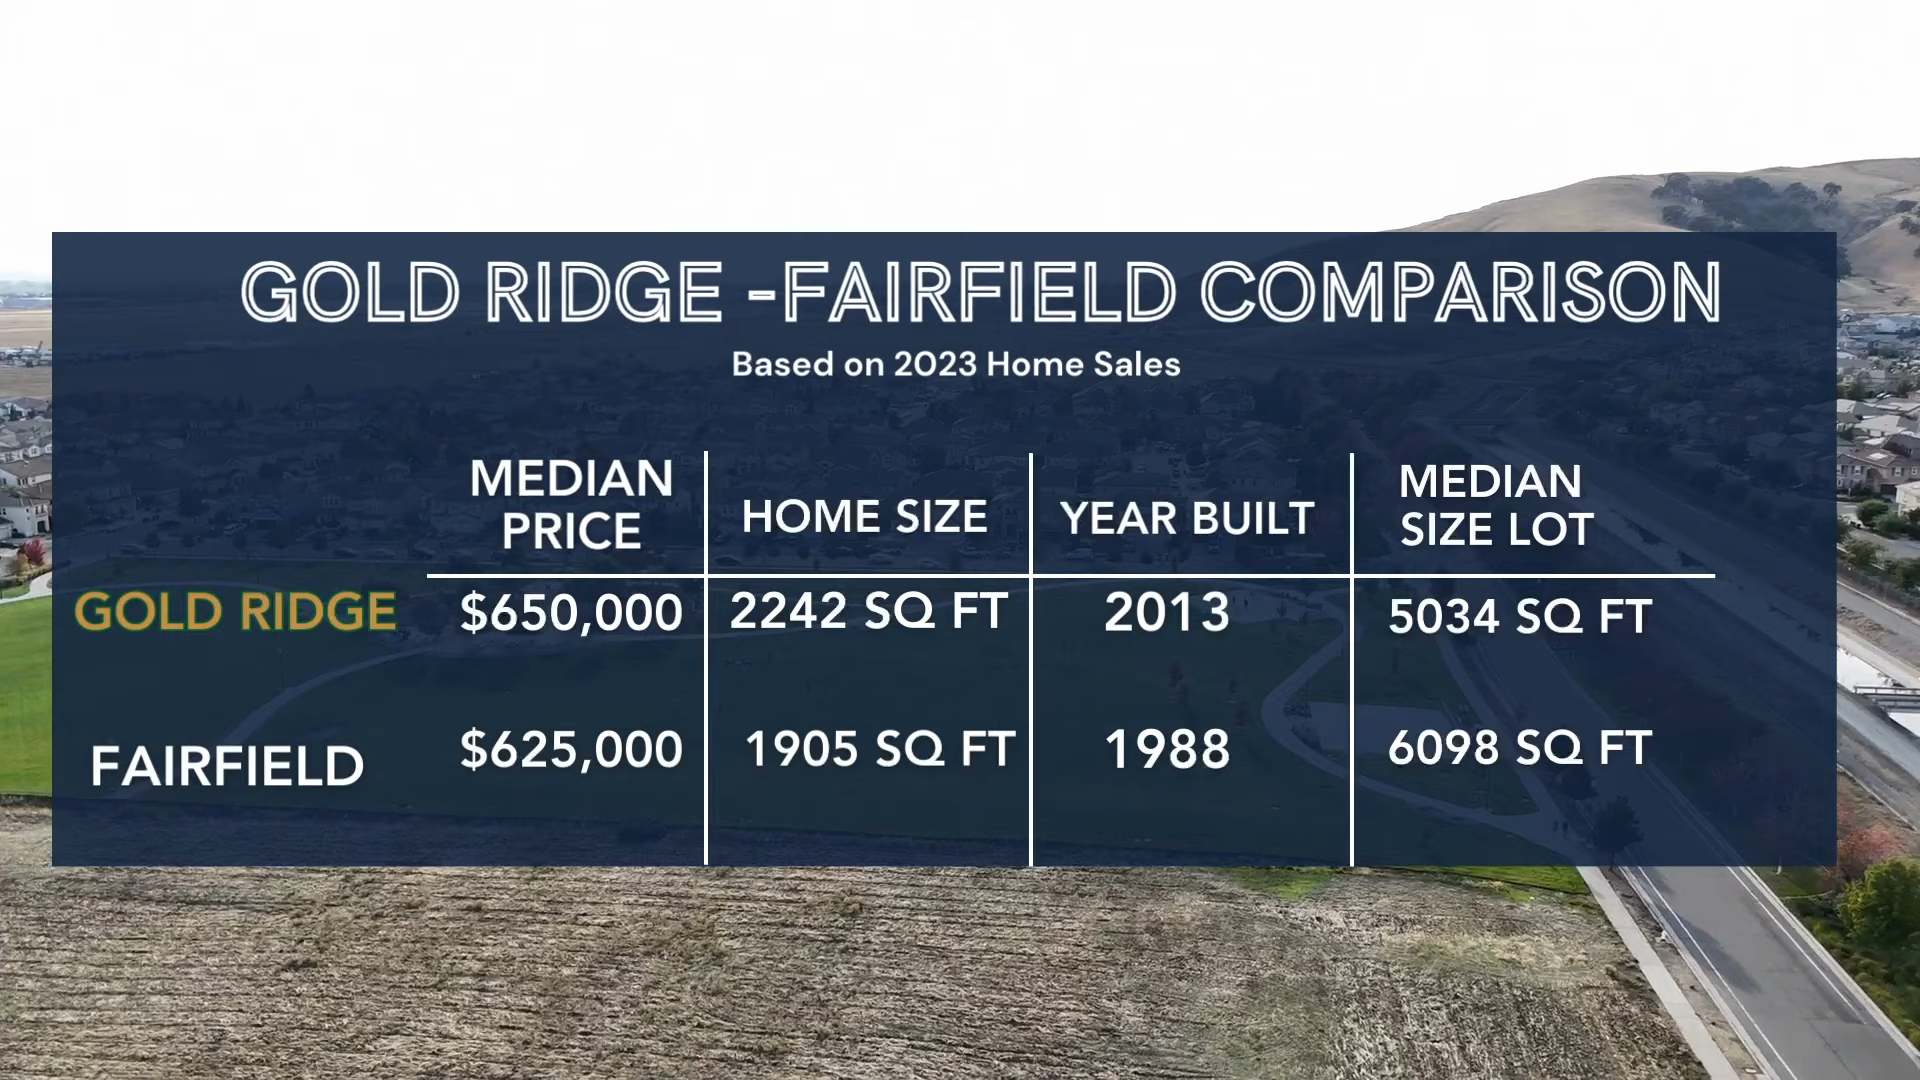 GOLD RIDGE -FAIRFIELD COMPARISON
Based on 2023 Home Sales
MEDIAN
PRICE
HOME SIZE
YEAR BUILT
MEDIAN
SIZE LOT
GOLD RIDGE $650,000 2242 SQ FT 2013 5034 SQ FT
FAIRFIELD $625,000 1905 SQ FT 1988 6098 SQ FT